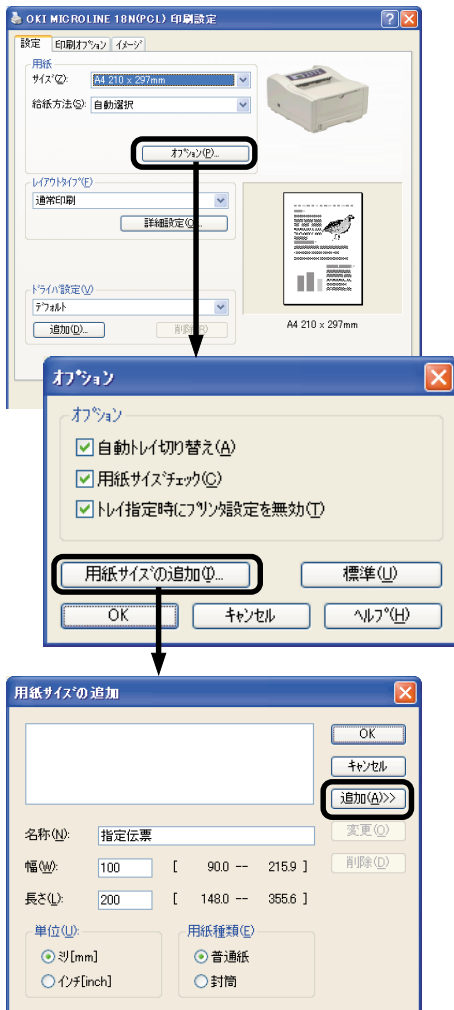 OKI MICROLINE 18N(PCL) 印刷設定
設定 印刷オプション イメージ
用紙
サイズ(Z): A4 210 x 297mm
給紙方法(S): 自動選択
オプション(P)...
レイアウトタイプ(F)
通常印刷
詳細設定(O)...
ドライバ設定(V)
デフォルト
追加(D)... 削除(R)
A4 210 x 297mm
オプション
オプション
自動トレイ切り替え(A)
用紙サイズチェック(C)
トレイ指定時にプリンタ設定を無効(T)
用紙サイズの追加(I)... 標準(U)
OK キャンセル ヘルプ(H)
用紙サイズの追加
OK
キャンセル
追加(A)>>
名称(N): 指定伝票 変更(O)
幅(W): 100 [ 90.0 -- 215.9 ] 削除(D)
長さ(L): 200 [ 148.0 -- 355.6 ]
単位(U): 用紙種類(E)
ミリ[mm] 普通紙
インチ[inch] 封筒